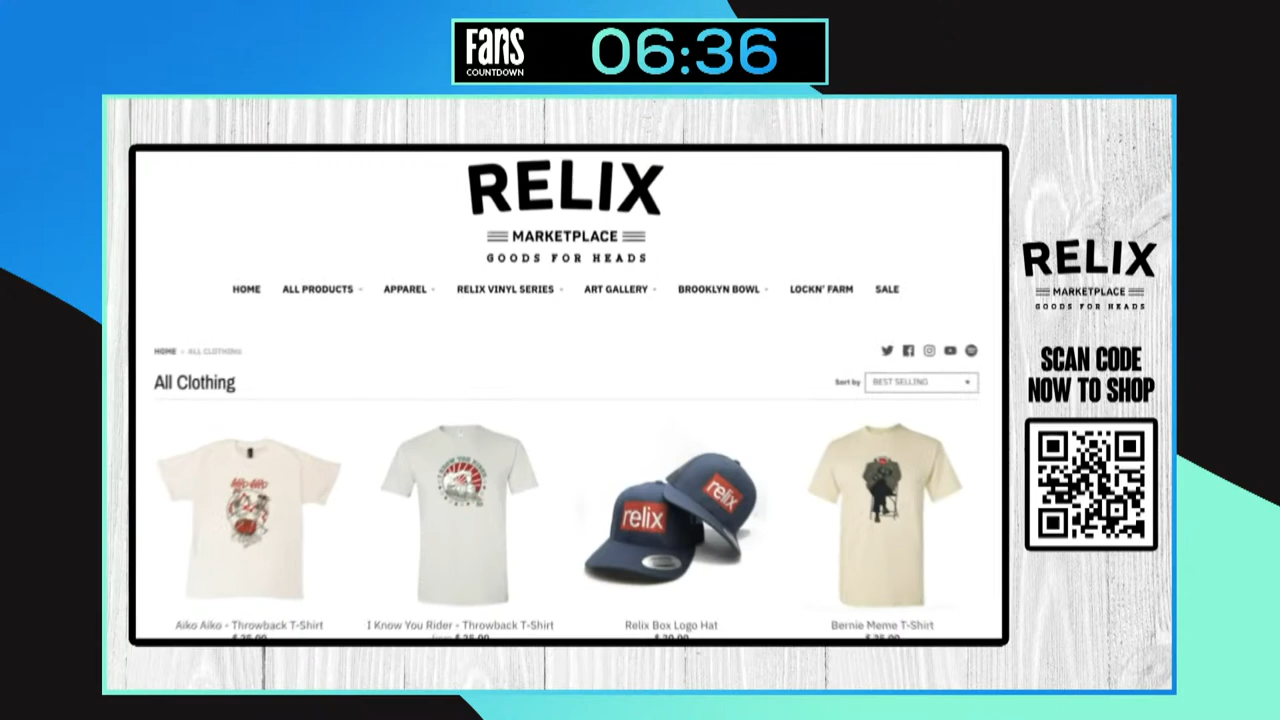 Fans
COUNTDOWN
06:36
RELIX
MARKETPLACE
GOODS FOR HEADS
HOME ALL PRODUCTS APPAREL RELIX VINYL SERIES ART GALLERY BROOKLYN BOWL LOCKN' FARM SALE
HOME » ALL CLOTHING
All Clothing
Sort by BEST SELLING
relix
relix
Aiko Aiko - Throwback T-Shirt
I Know You Rider - Throwback T-Shirt
Relix Box Logo Hat
Bernie Meme T-Shirt
RELIX
MARKETPLACE
GOODS FOR HEADS
SCAN CODE
NOW TO SHOP